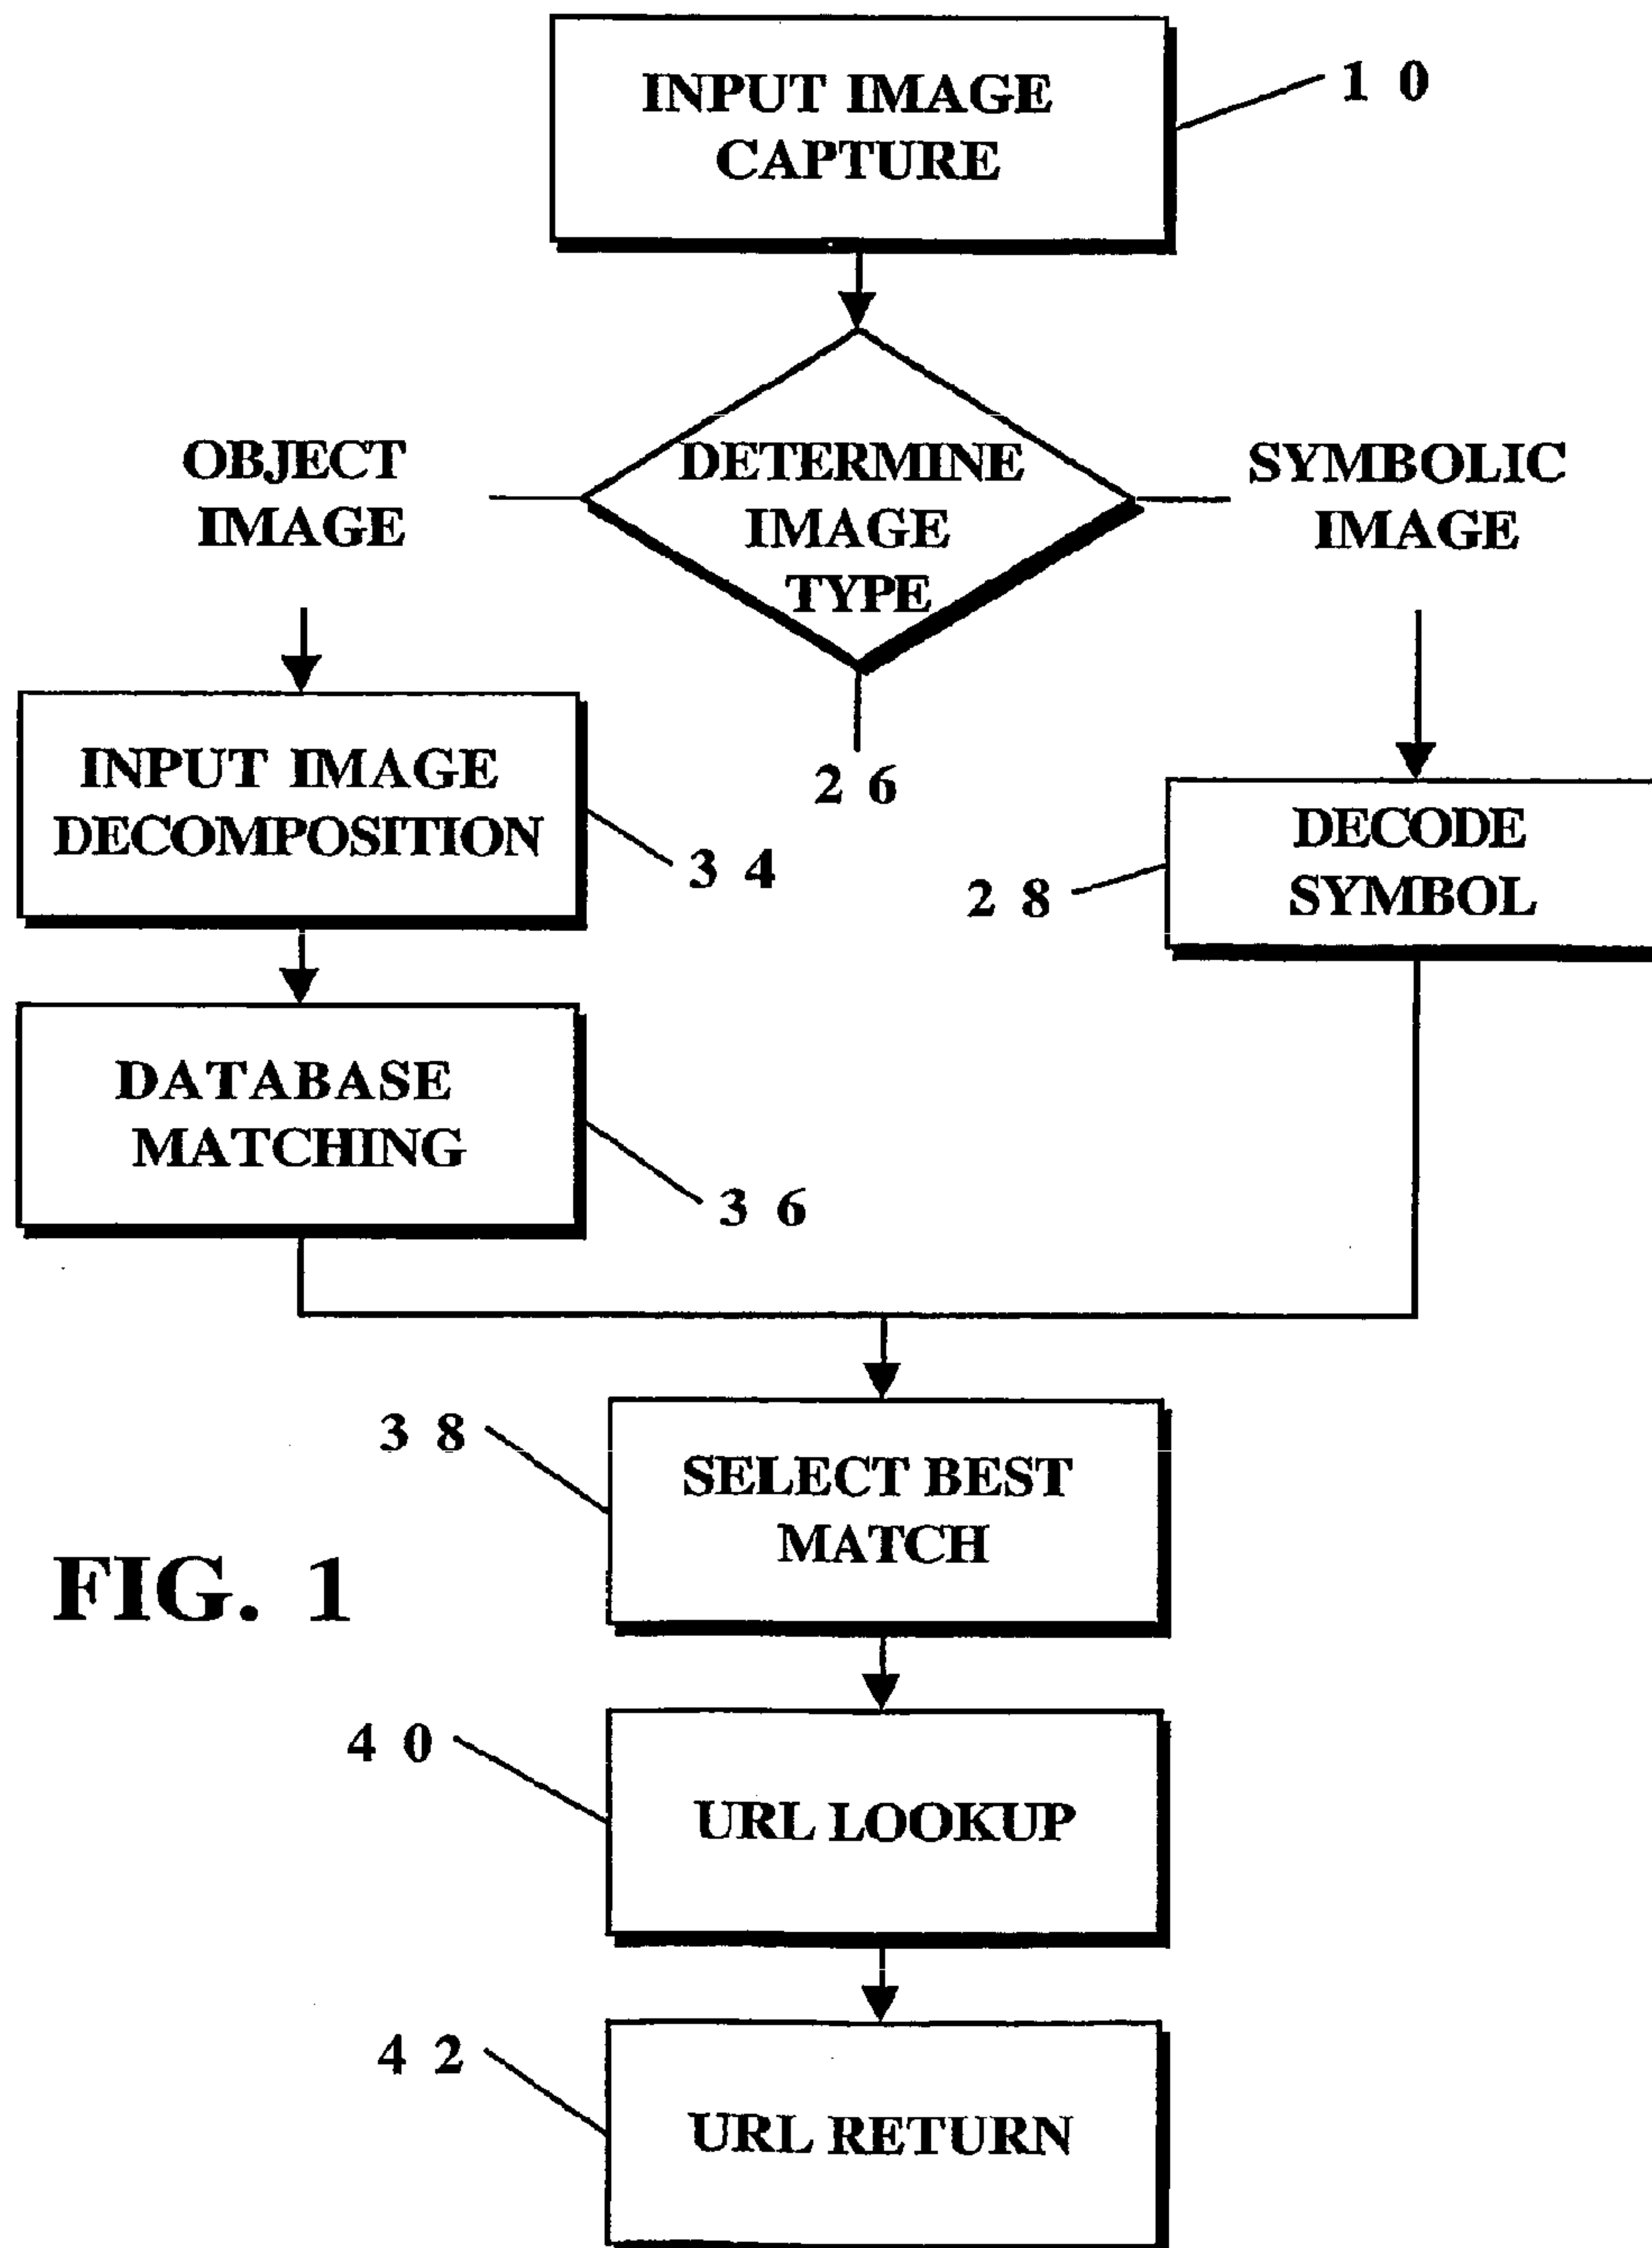 INPUT IMAGE
CAPTURE
1 0
OBJECT
IMAGE
DETERMINE
IMAGE
TYPE
SYMBOLIC
IMAGE
2 6
INPUT IMAGE
DECOMPOSITION
3 4
DECODE
SYMBOL
2 8
DATABASE
MATCHING
3 6
3 8
SELECT BEST
MATCH
FIG. 1
4 0
URL LOOKUP
4 2
URL RETURN